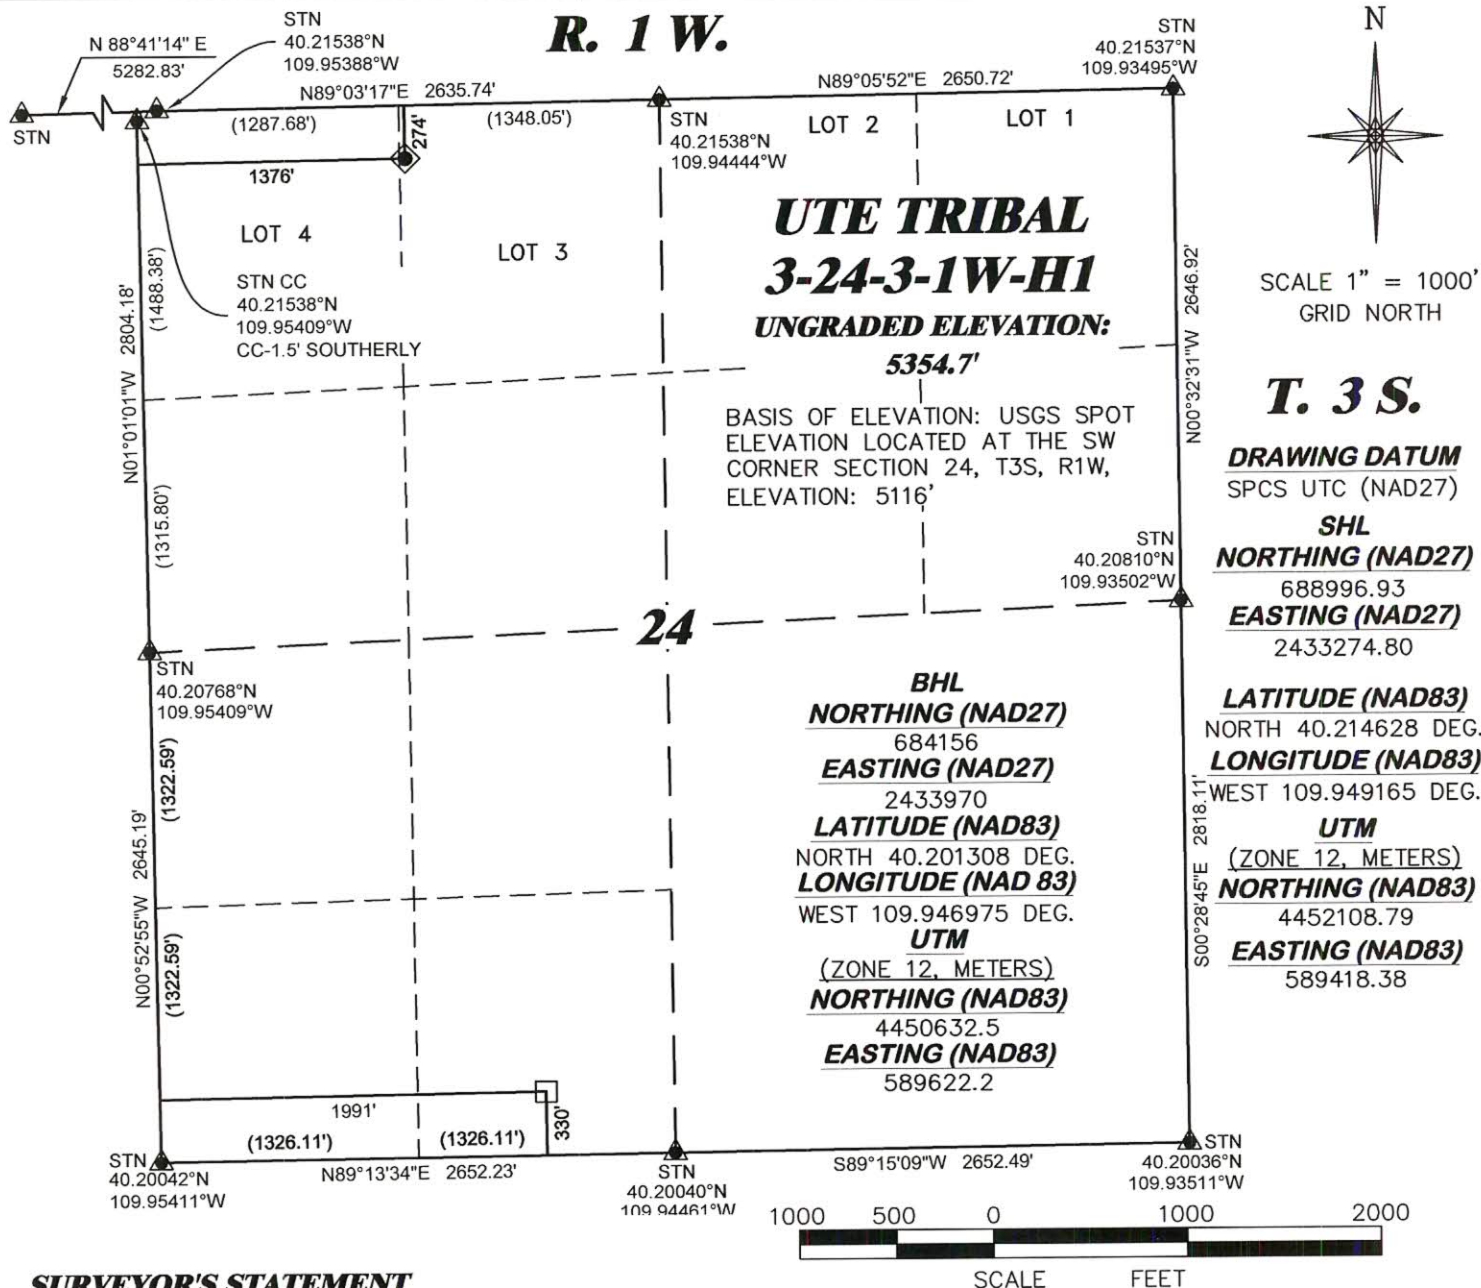 R. 1 W.
N 88°41'14" E
5282.83'
STN
STN
40.21538°N
109.95388°W
N89°03'17"E 2635.74'
(1287.68')
(1348.05')
274'
1376'
STN
40.21538°N
109.94444°W
N89°05'52"E 2650.72'
STN
40.21537°N
109.93495°W
N
LOT 2
LOT 1
LOT 4
LOT 3
STN CC
40.21538°N
109.95409°W
CC-1.5' SOUTHERLY
N01°01'01"W 2804.18'
(1488.38')
(1315.80')
UTE TRIBAL
3-24-3-1W-H1
UNGRADED ELEVATION:
5354.7'
BASIS OF ELEVATION: USGS SPOT
ELEVATION LOCATED AT THE SW
CORNER SECTION 24, T3S, R1W,
ELEVATION: 5116'
N00°32'31"W 2646.92'
SCALE 1" = 1000'
GRID NORTH
T. 3 S.
DRAWING DATUM
SPCS UTC (NAD27)
SHL
NORTHING (NAD27)
688996.93
EASTING (NAD27)
2433274.80
LATITUDE (NAD83)
NORTH 40.214628 DEG.
LONGITUDE (NAD83)
WEST 109.949165 DEG.
UTM
(ZONE 12, METERS)
NORTHING (NAD83)
4452108.79
EASTING (NAD83)
589418.38
STN
40.20810°N
109.93502°W
24
STN
40.20768°N
109.95409°W
BHL
NORTHING (NAD27)
684156
EASTING (NAD27)
2433970
LATITUDE (NAD83)
NORTH 40.201308 DEG.
LONGITUDE (NAD 83)
WEST 109.946975 DEG.
UTM
(ZONE 12, METERS)
NORTHING (NAD83)
4450632.5
EASTING (NAD83)
589622.2
N00°52'55"W 2645.19'
(1322.59')
(1322.59')
S00°28'45"E 2818.11'
1991'
330'
(1326.11')
(1326.11')
STN
40.20042°N
109.95411°W
N89°13'34"E 2652.23'
STN
40.20040°N
109.94461°W
S89°15'09"W 2652.49'
STN
40.20036°N
109.93511°W
1000 500 0 1000 2000
SCALE FEET
SURVEYOR'S STATEMENT